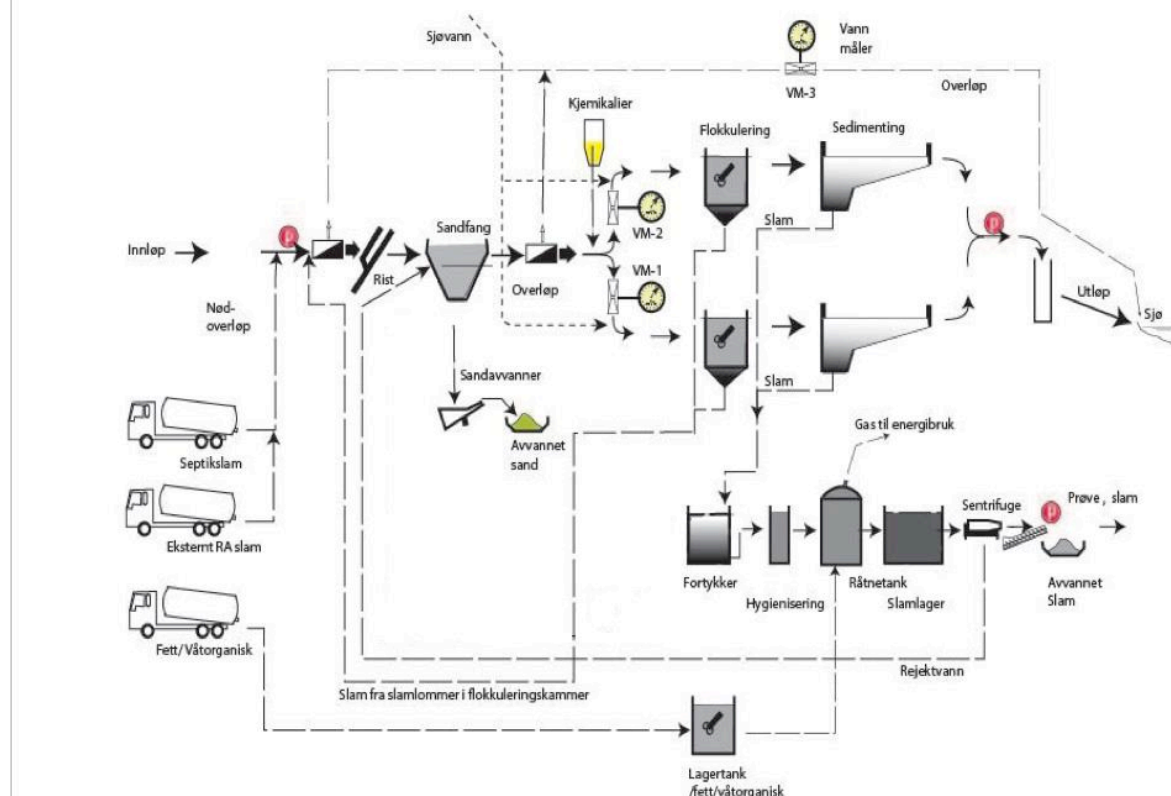 Sjøvann
Vann
måler
VM-3
Overløp
Kjemikalier
Flokkulering
Sedimenting
Innløp
P
Rist
Sandfang
Overløp
VM-2
VM-1
Slam
P
Utløp
Sjø
Nød-
overløp
Slam
Sandavvanner
Avvannet
sand
Septikslam
Gas til energibruk
Eksternt RA slam
Fortykker
Hygienisering
Råtnetank
Slamlager
Sentrifuge
P
Prøve, slam
Avvannet
Slam
Fett/Våtorganisk
Rejektvann
Slam fra slamlommer i flokkuleringskammer
Lagertank
/fett/våtorganisk